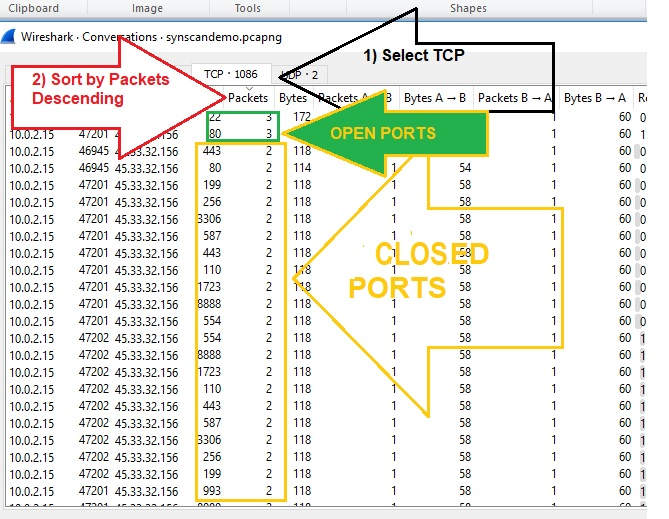 Clipboard Image Tools Shapes
Wireshark · Conversations · synscandemo.pcapng
1) Select TCP
2) Sort by Packets
Descending
TCP · 1086 DP · 2
Packets Bytes Packets A B Bytes A → B Packets B → A Bytes B → A Re
22 3 172 1 60 0
47201 45.33.32.156 80 3 1 60 0
OPEN PORTS
10.0.2.15 46945 45.33.32.156 443 2 118 1 60 0
10.0.2.15 46945 45.33.32.156 80 2 114 1 54 1 60 0
10.0.2.15 47201 45.33.32.156 199 2 118 1 58 1 60 0
10.0.2.15 47201 45.33.32.156 256 2 118 1 58 1 60 0
10.0.2.15 47201 45.33.32.156 3306 2 118 1 58 1 60 0
10.0.2.15 47201 45.33.32.156 587 2 118 1 58 1 60 0
10.0.2.15 47201 45.33.32.156 443 2 118 1 58 1 60 0
CLOSED
10.0.2.15 47201 45.33.32.156 110 2 118 1 58 1 60 0
10.0.2.15 47201 45.33.32.156 1723 2 118 1 58 1 60 0
PORTS
10.0.2.15 47201 45.33.32.156 8888 2 118 1 58 1 60 0
10.0.2.15 47201 45.33.32.156 554 2 118 1 58 1 60 0
10.0.2.15 47202 45.33.32.156 554 2 118 1 58 1 60 1
10.0.2.15 47202 45.33.32.156 8888 2 118 1 58 1 60 1
10.0.2.15 47202 45.33.32.156 1723 2 118 1 58 1 60 1
10.0.2.15 47202 45.33.32.156 110 2 118 1 58 1 60 1
10.0.2.15 47202 45.33.32.156 443 2 118 1 58 1 60 1
10.0.2.15 47202 45.33.32.156 587 2 118 1 58 1 60 1
10.0.2.15 47202 45.33.32.156 3306 2 118 1 58 1 60 1
10.0.2.15 47202 45.33.32.156 256 2 118 1 58 1 60 1
10.0.2.15 47202 45.33.32.156 199 2 118 1 58 1 60 1
10.0.2.15 47201 45.33.32.156 993 2 118 1 58 1 60 1